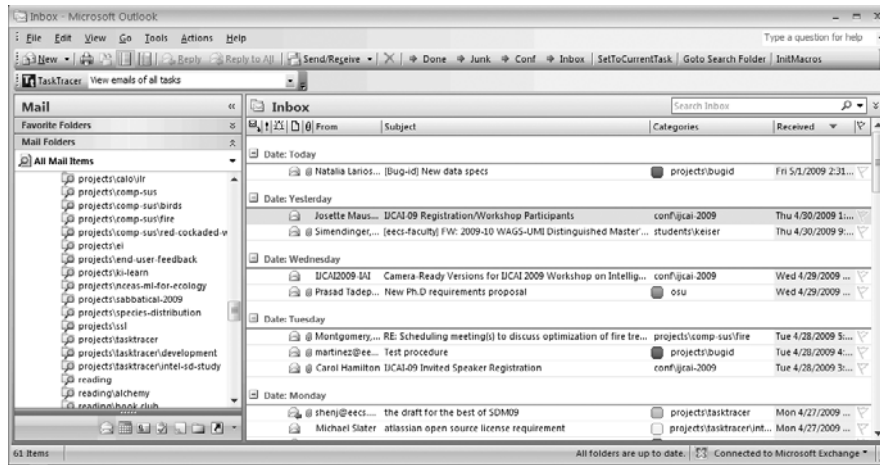 Inbox - Microsoft Outlook
File Edit View Go Tools Actions Help Type a question for help
New Reply Reply to All Send/Receive Done Junk Conf Inbox SetToCurrentTask Goto Search Folder InitMacros
TaskTracer View emails of all tasks
Mail
Favorite Folders
Mail Folders
All Mail Items
projects\calo\jlr
projects\comp-sus
projects\comp-sus\birds
projects\comp-sus\fire
projects\comp-sus\red-cockaded-w
projects\ei
projects\end-user-feedback
projects\ki-learn
projects\nceas-ml-for-ecology
projects\sabbatical-2009
projects\species-distribution
projects\ssl
projects\tasktracer
projects\tasktracer\development
projects\tasktracer\intel-sd-study
reading
reading\alchemy
reading\book club
Inbox Search Inbox
From Subject Categories Received
Date: Today
Natalia Larios... [Bug-id] New data specs projects\bugid Fri 5/1/2009 2:31...
Date: Yesterday
Josette Maus... IJCAI-09 Registration/Workshop Participants conf\ijcai-2009 Thu 4/30/2009 1:...
Simendinger,... [eecs-faculty] FW: 2009-10 WAGS-UMI Distinguished Master'... students\keiser Thu 4/30/2009 9:...
Date: Wednesday
IJCAI2009-IAI Camera-Ready Versions for IJCAI 2009 Workshop on Intellig... conf\ijcai-2009 Wed 4/29/2009 ...
Prasad Tadep... New Ph.D requirements proposal osu Wed 4/29/2009 ...
Date: Tuesday
Montgomery,... RE: Scheduling meeting(s) to discuss optimization of fire tre... projects\comp-sus\fire Tue 4/28/2009 5:...
martinez@ee... Test procedure projects\bugid Tue 4/28/2009 4:...
Carol Hamilton IJCAI-09 Invited Speaker Registration conf\ijcai-2009 Tue 4/28/2009 3:...
Date: Monday
shenj@eecs.... the draft for the best of SDM09 projects\tasktracer Mon 4/27/2009 ...
Michael Slater atlassian open source license requirement projects\tasktracer\int... Mon 4/27/2009 ...
61 Items All folders are up to date. Connected to Microsoft Exchange